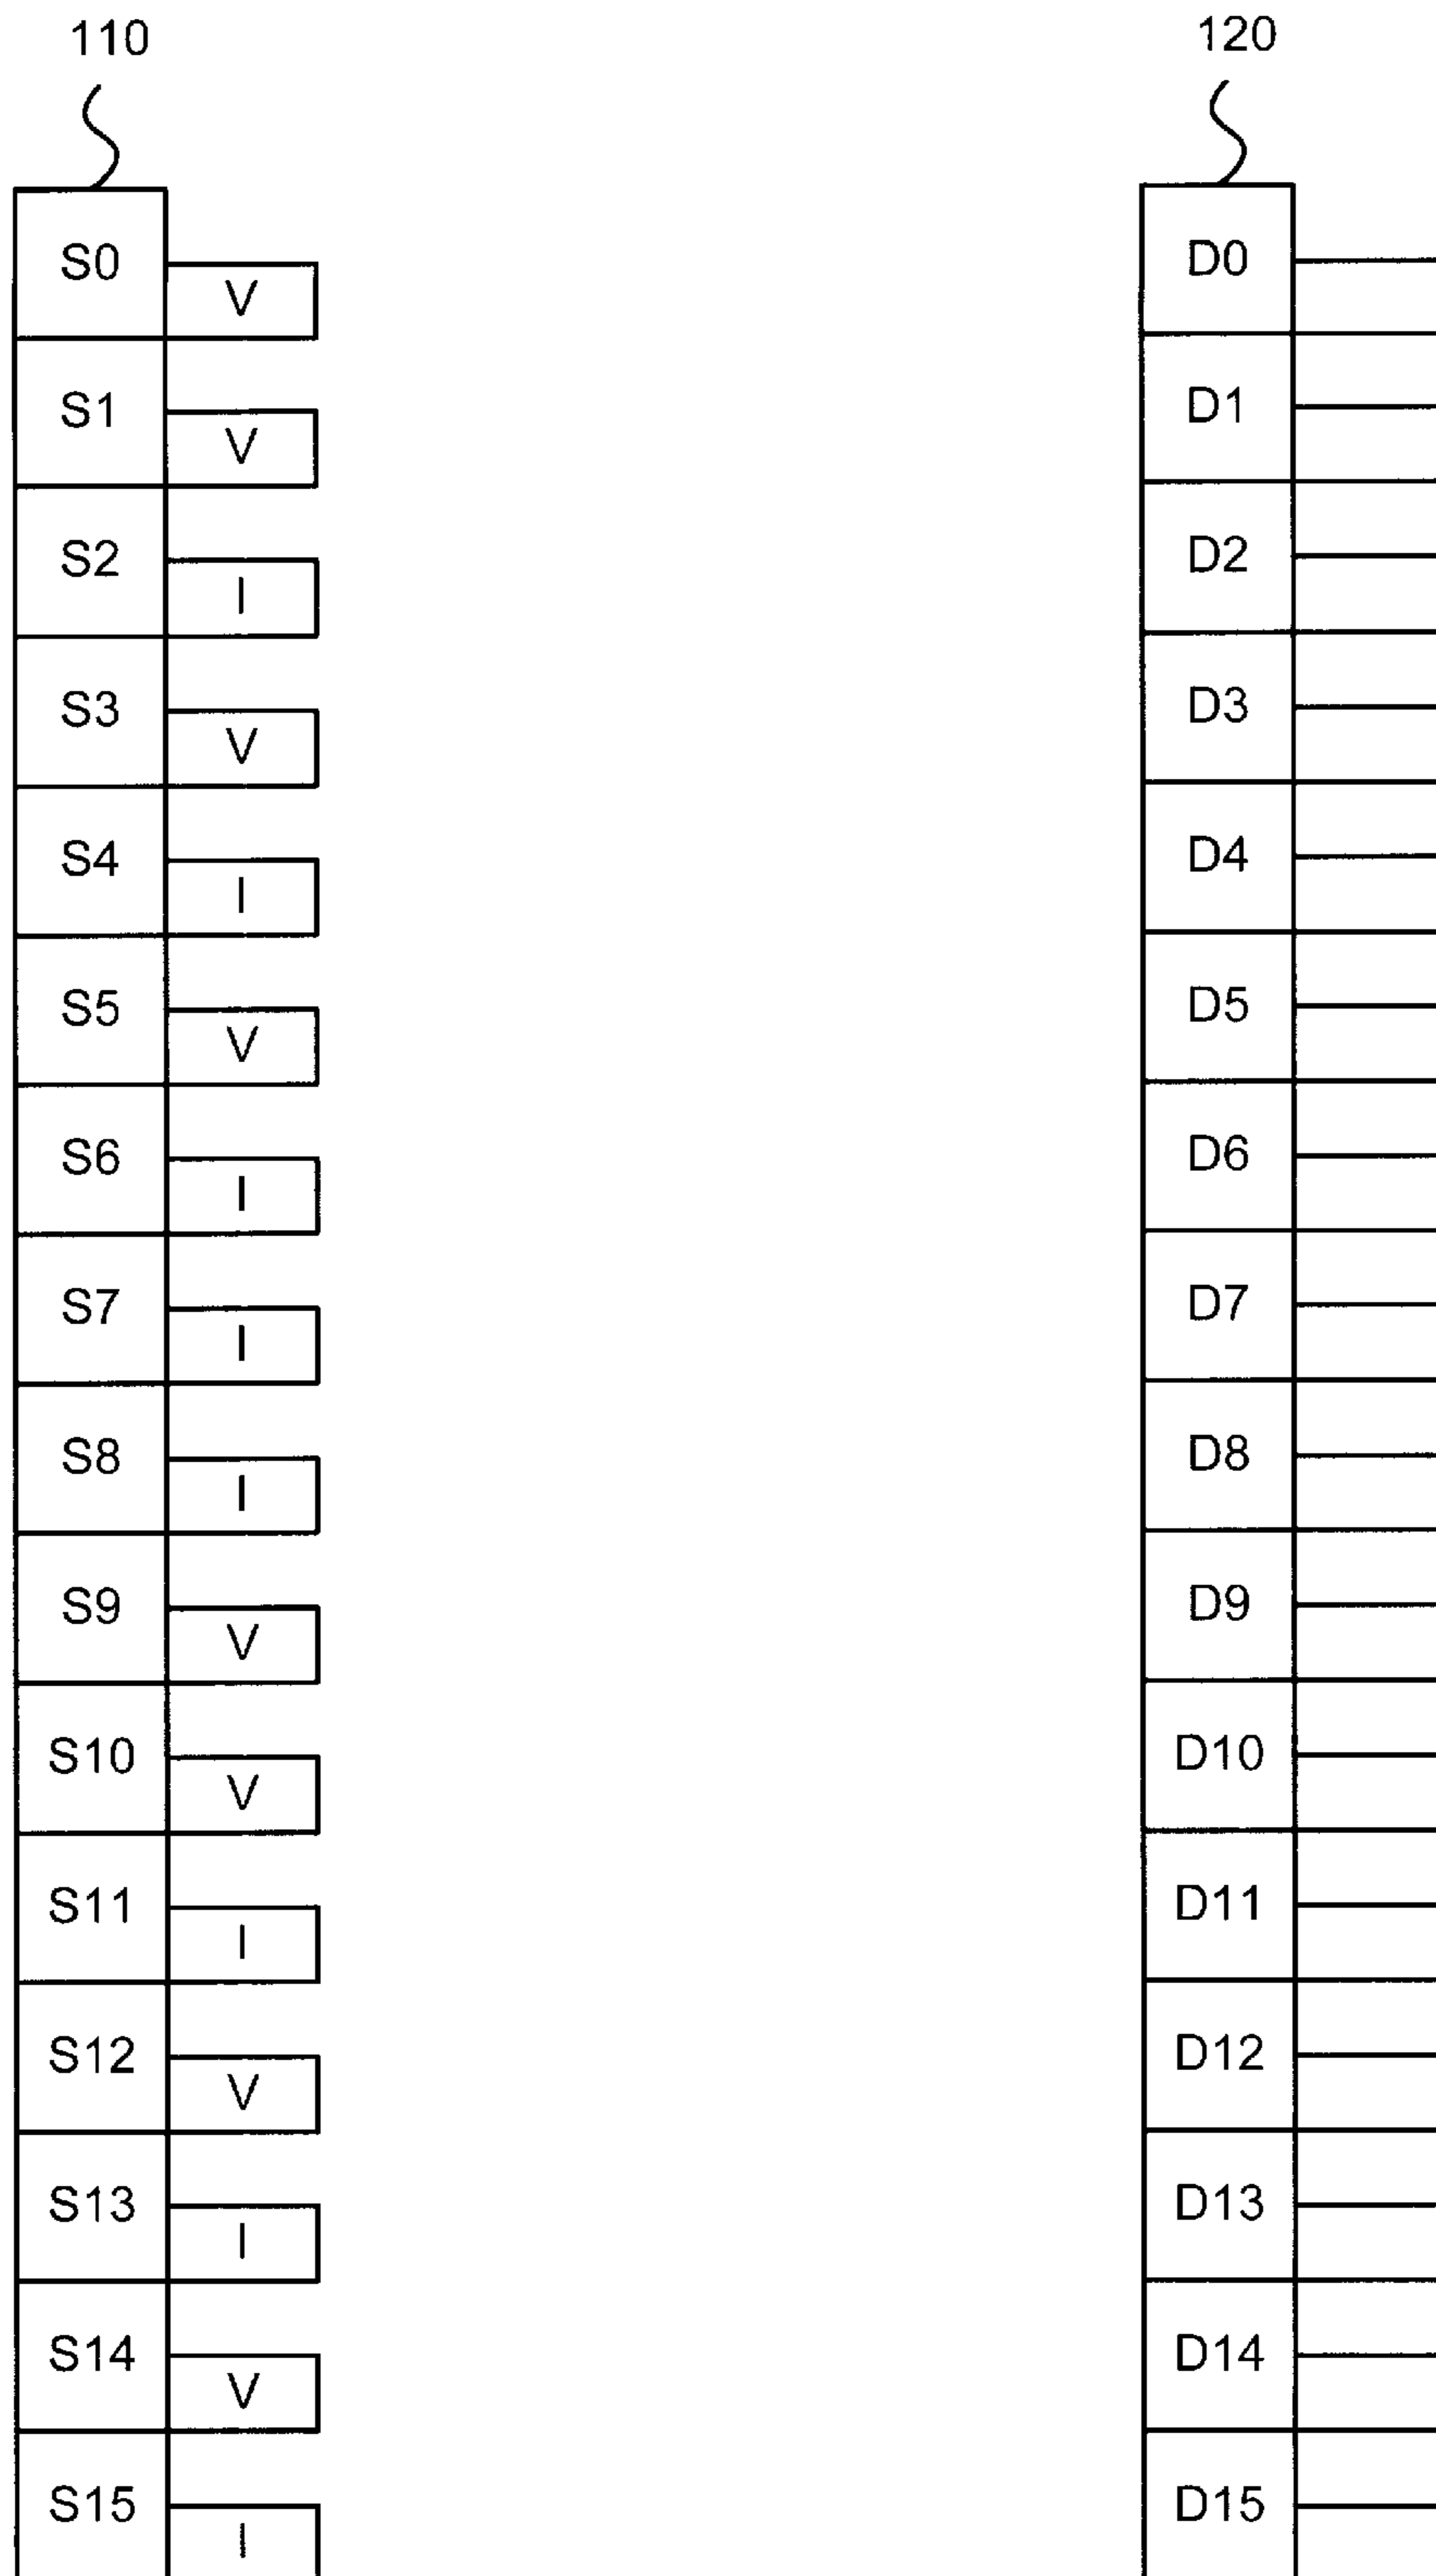 110 120
S0 D0
V
S1 D1
V
S2 D2
I
S3 D3
V
S4 D4
I
S5 D5
V
S6 D6
I
S7 D7
I
S8 D8
I
S9 D9
V
S10 D10
V
S11 D11
I
S12 D12
V
S13 D13
I
S14 D14
V
S15 D15
I